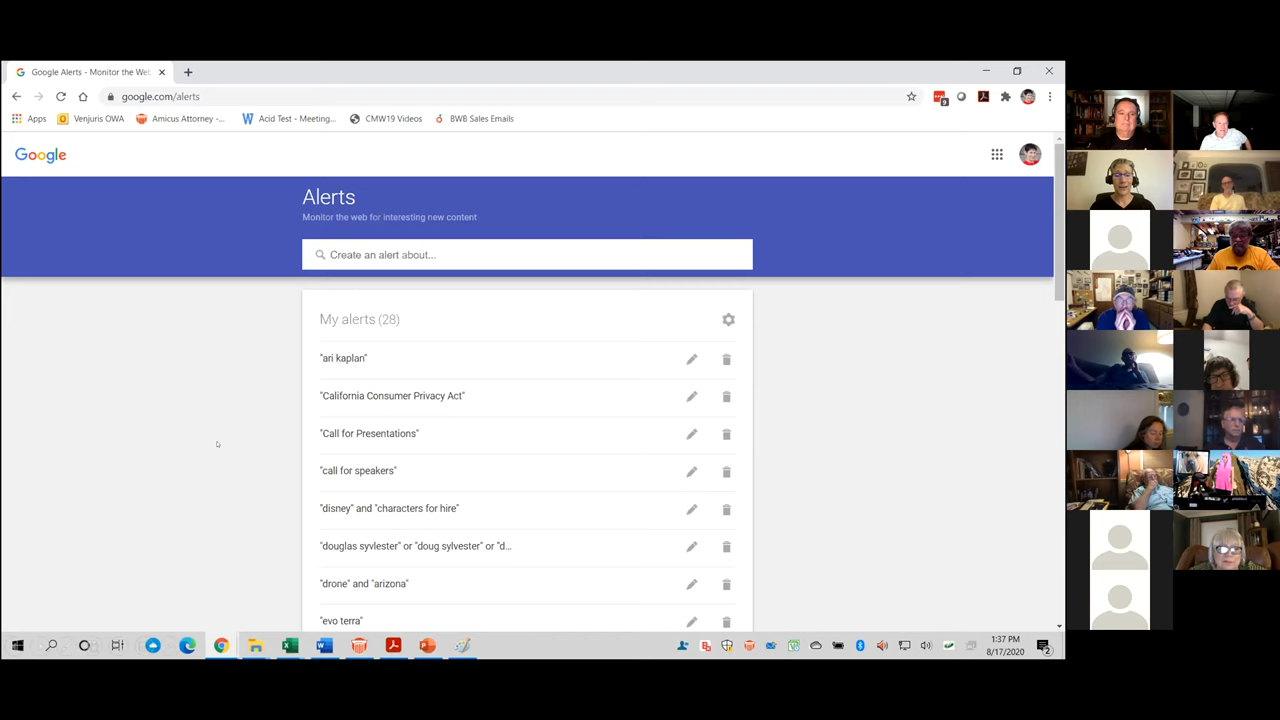 Google Alerts - Monitor the Wel
google.com/alerts
9
Apps
Venjuris OWA
Amicus Attorney -...
Acid Test - Meeting...
CMW19 Videos
BWB Sales Emails
Google
Alerts
Monitor the web for interesting new content
Create an alert about...
My alerts (28)
"ari kaplan"
"California Consumer Privacy Act"
"Call for Presentations"
"call for speakers"
"disney" and "characters for hire"
"douglas syvlester" or "doug sylvester" or "d...
"drone" and "arizona"
"evo terra"
1:37 PM
8/17/2020
2